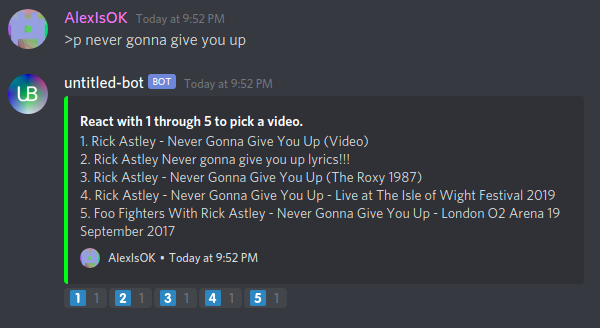 AlexIsOK Today at 9:52 PM
>p never gonna give you up
UB
untitled-bot BOT Today at 9:52 PM
React with 1 through 5 to pick a video.
1. Rick Astley - Never Gonna Give You Up (Video)
2. Rick Astley Never gonna give you up lyrics!!!
3. Rick Astley - Never Gonna Give You Up (The Roxy 1987)
4. Rick Astley - Never Gonna Give You Up - Live at The Isle of Wight Festival 2019
5. Foo Fighters With Rick Astley - Never Gonna Give You Up - London O2 Arena 19
September 2017
AlexIsOK • Today at 9:52 PM
1 1 2 1 3 1 4 1 5 1